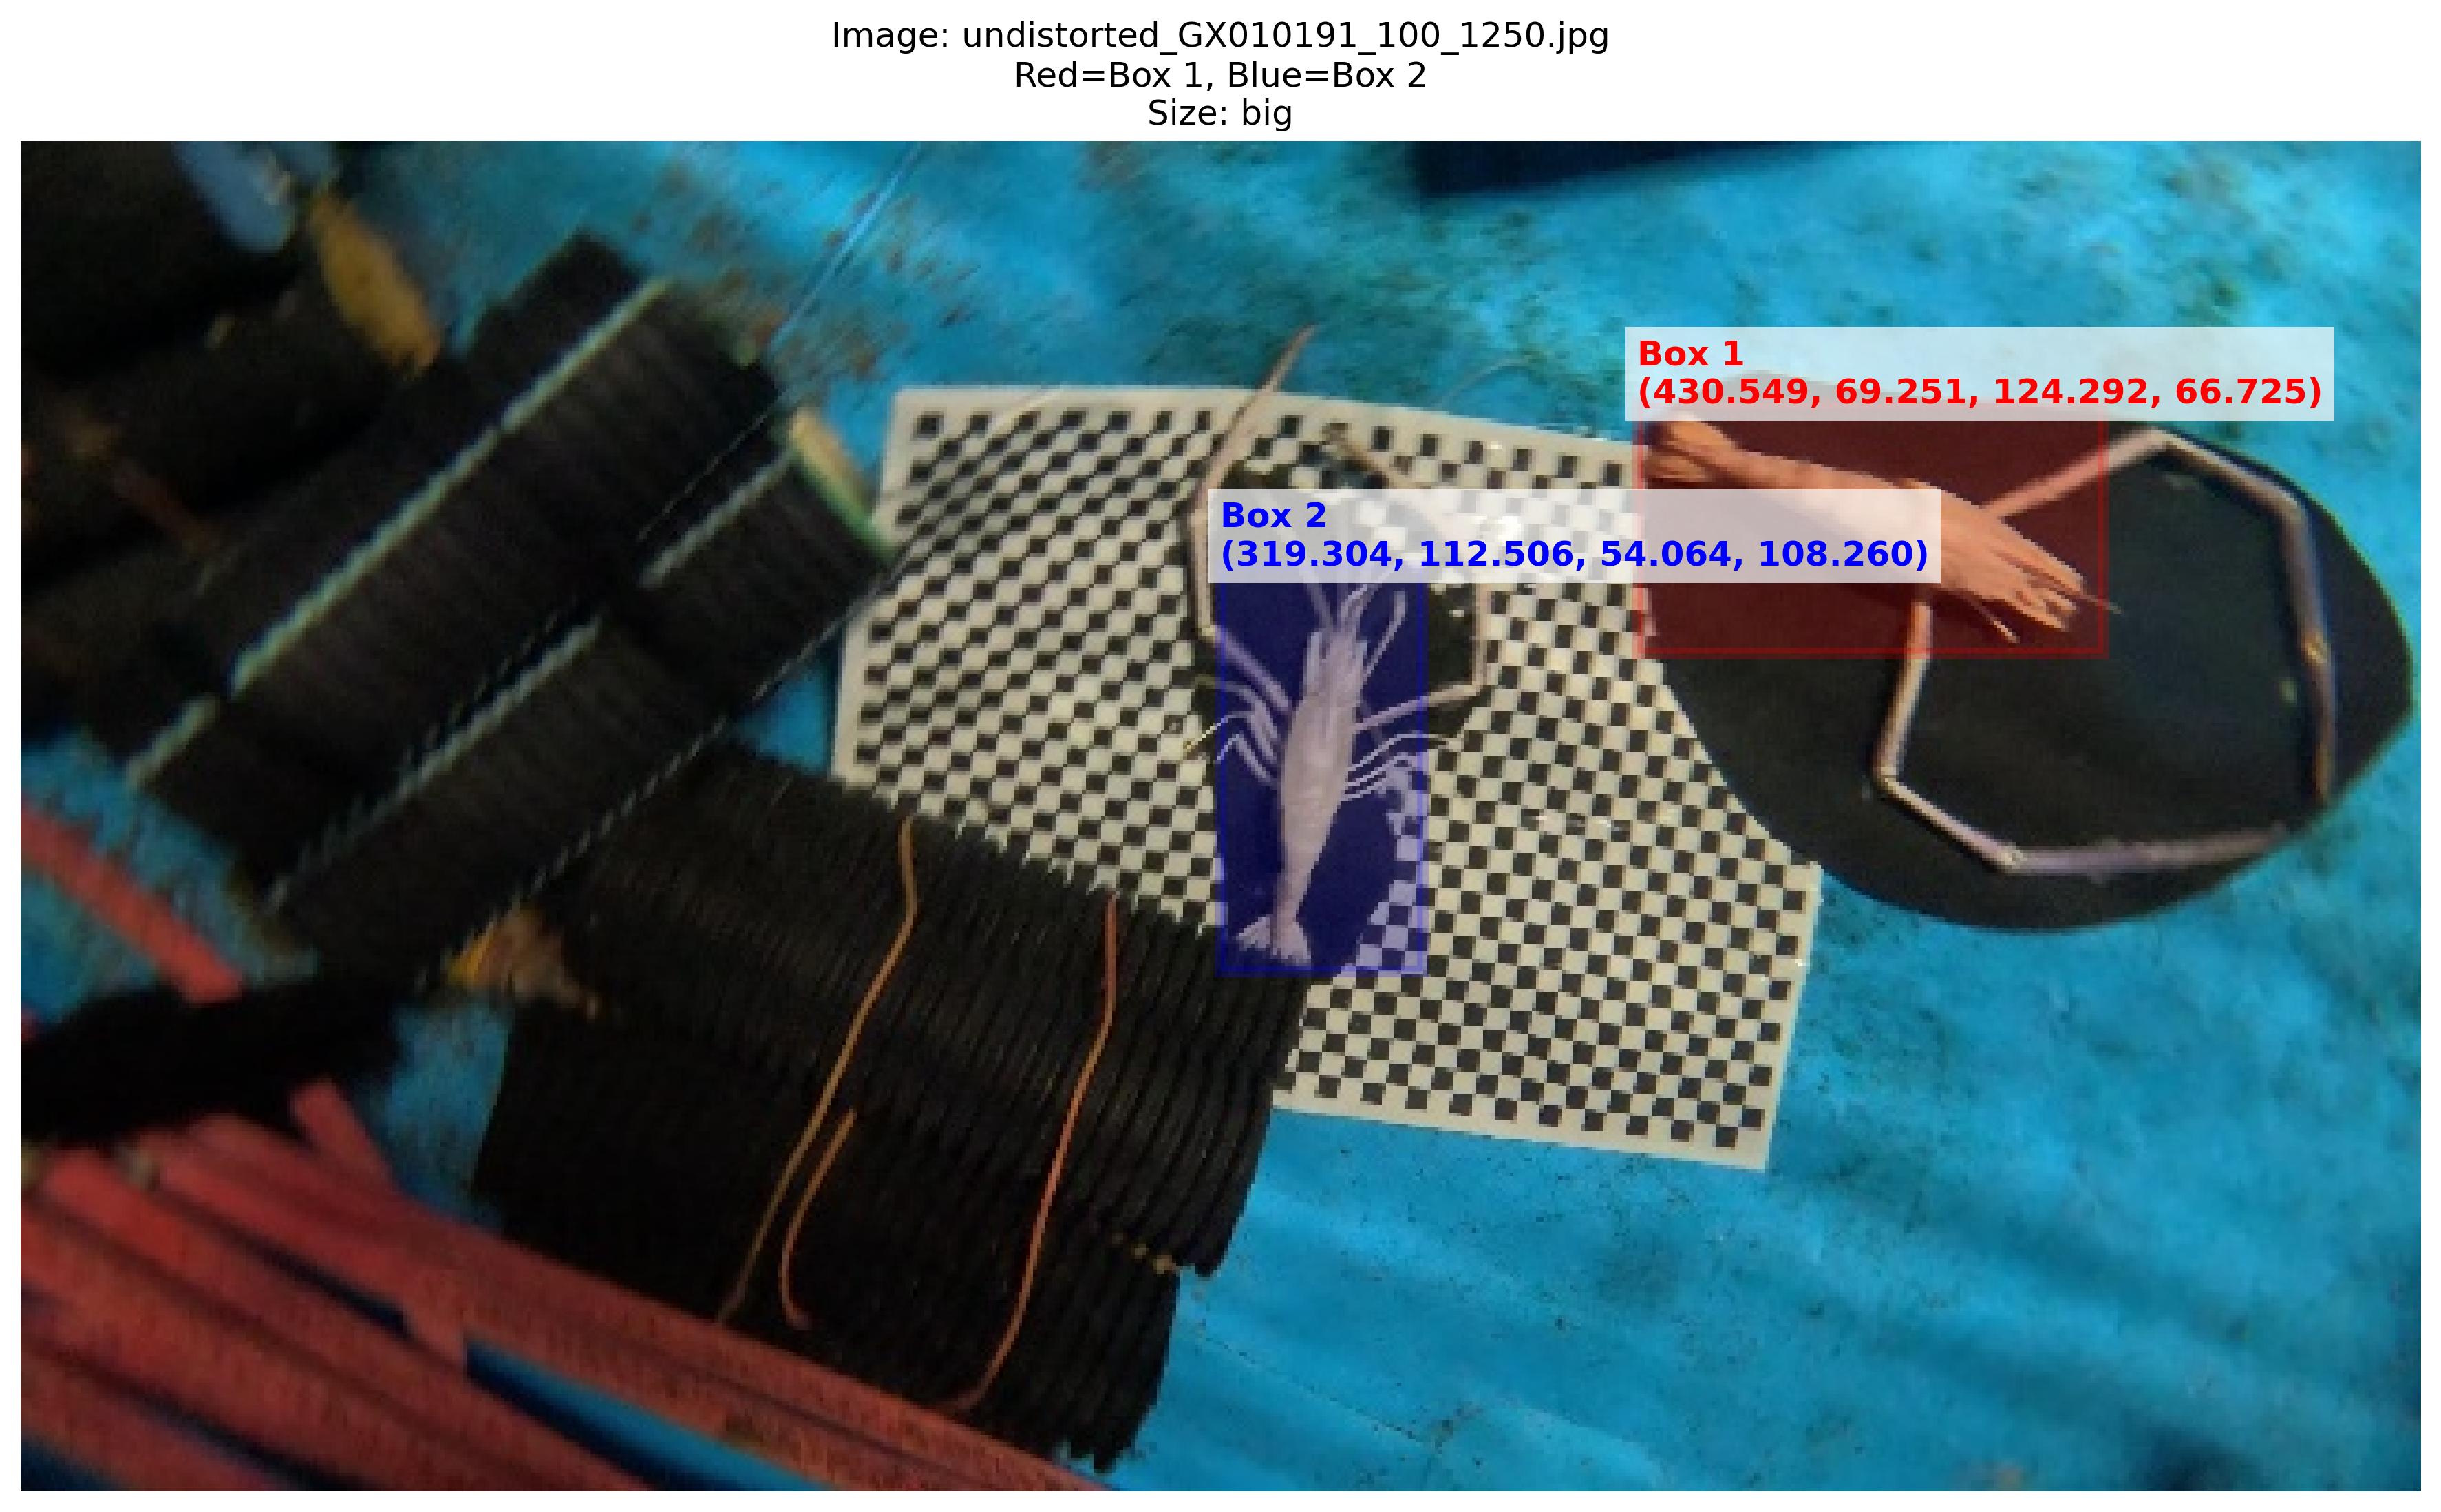 Image: undistorted_GX010191_100_1250.jpg
Red=Box 1, Blue=Box 2
Size: big
Box 1
(430.549, 69.251, 124.292, 66.725)
Box 2
(319.304, 112.506, 54.064, 108.260)